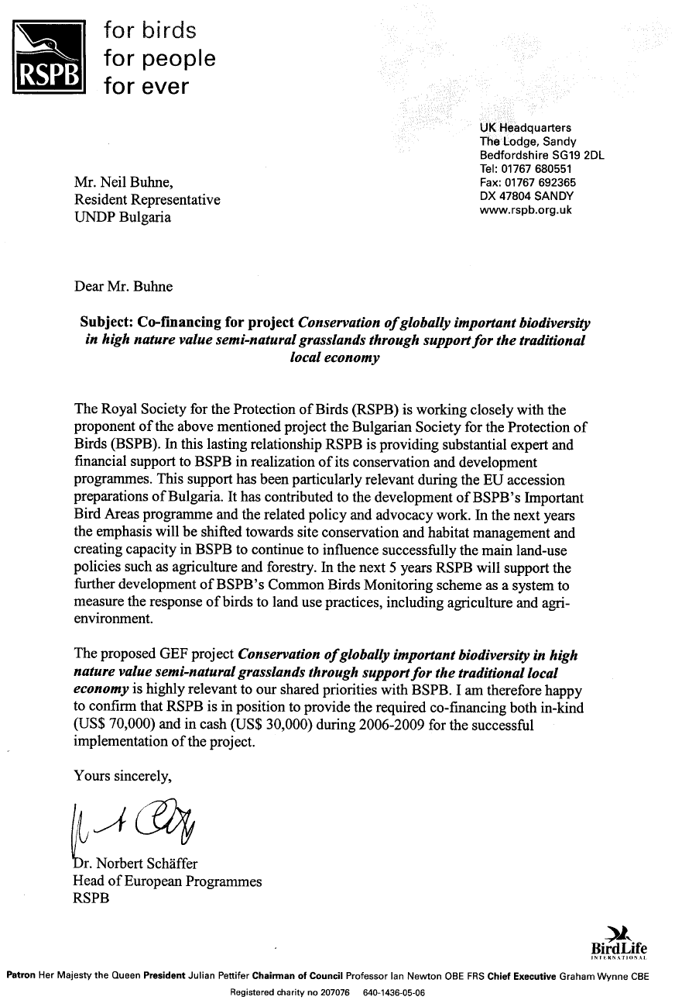 RSPB
for birds
for people
for ever
UK Headquarters
The Lodge, Sandy
Bedfordshire SG19 2DL
Tel: 01767 680551
Fax: 01767 692365
DX 47804 SANDY
www.rspb.org.uk
Mr. Neil Buhne,
Resident Representative
UNDP Bulgaria
Dear Mr. Buhne
Subject: Co-financing for project Conservation of globally important biodiversity
in high nature value semi-natural grasslands through support for the traditional
local economy
The Royal Society for the Protection of Birds (RSPB) is working closely with the
proponent of the above mentioned project the Bulgarian Society for the Protection of
Birds (BSPB). In this lasting relationship RSPB is providing substantial expert and
financial support to BSPB in realization of its conservation and development
programmes. This support has been particularly relevant during the EU accession
preparations of Bulgaria. It has contributed to the development of BSPB's Important
Bird Areas programme and the related policy and advocacy work. In the next years
the emphasis will be shifted towards site conservation and habitat management and
creating capacity in BSPB to continue to influence successfully the main land-use
policies such as agriculture and forestry. In the next 5 years RSPB will support the
further development of BSPB's Common Birds Monitoring scheme as a system to
measure the response of birds to land use practices, including agriculture and agri-
environment.
The proposed GEF project Conservation of globally important biodiversity in high
nature value semi-natural grasslands through support for the traditional local
economy is highly relevant to our shared priorities with BSPB. I am therefore happy
to confirm that RSPB is in position to provide the required co-financing both in-kind
(US$ 70,000) and in cash (US$ 30,000) during 2006-2009 for the successful
implementation of the project.
Yours sincerely,
Dr. Norbert Schäffer
Head of European Programmes
RSPB
BirdLife
INTERNATIONAL
Patron Her Majesty the Queen President Julian Pettifer Chairman of Council Professor Ian Newton OBE FRS Chief Executive Graham Wynne CBE
Registered charity no 207076 640-1436-05-06